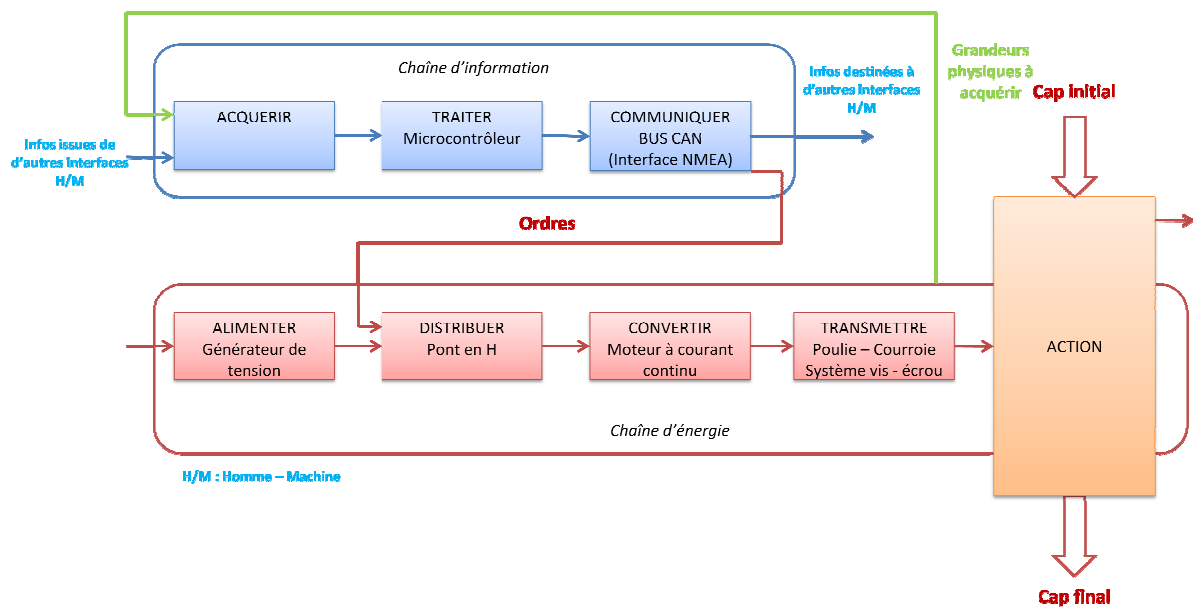 Chaîne d'information
ACQUERIR
TRAITER
Microcontrôleur
COMMUNIQUER
BUS CAN
(Interface NMEA)
Infos destinées à
d'autres interfaces
H/M
Grandeurs
physiques à
acquérir
Cap initial
Infos issues de
d'autres interfaces
H/M
Ordres
ALIMENTER
Générateur de
tension
DISTRIBUER
Pont en H
CONVERTIR
Moteur à courant
continu
TRANSMETTRE
Poulie – Courroie
Système vis - écrou
ACTION
Chaîne d'énergie
H/M : Homme – Machine
Cap final